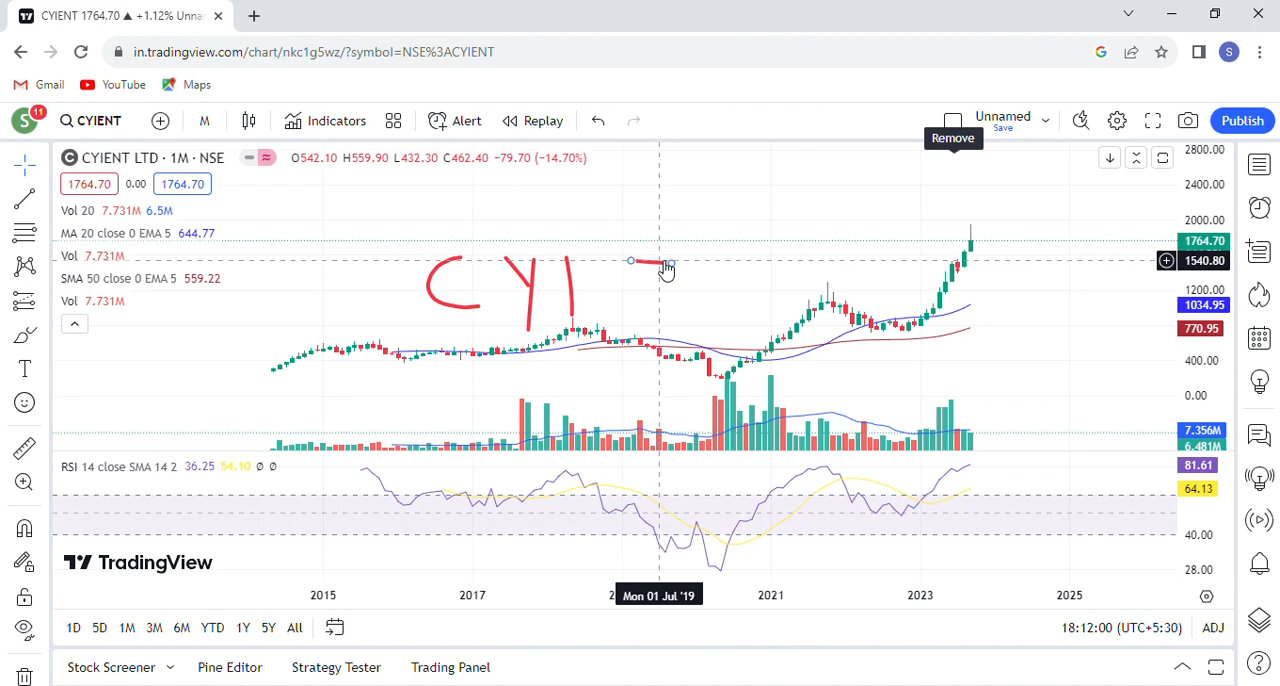 CYIENT 1764.70 ▲ +1.12% Unna
in.tradingview.com/chart/nkc1g5wz/?symbol=NSE%3ACYIENT
S
Gmail YouTube Maps
S 11 CYIENT M Indicators Alert Replay Unnamed Save Publish
Remove
C CYIENT LTD · 1M · NSE O542.10 H559.90 L432.30 C462.40 −79.70 (−14.70%)
1764.70 0.00 1764.70
Vol 20 7.731M 6.5M
MA 20 close 0 EMA 5 644.77
Vol 7.731M
SMA 50 close 0 EMA 5 559.22
Vol 7.731M
CYI
2800.00
2400.00
2000.00
1764.70
1540.80
1200.00
1034.95
770.95
400.00
0.00
7.356M
6.481M
RSI 14 close SMA 14 2 36.25 54.10 Ø Ø
81.61
64.13
40.00
28.00
TradingView
2015 2017 Mon 01 Jul '19 2021 2023 2025
1D 5D 1M 3M 6M YTD 1Y 5Y All 18:12:00 (UTC+5:30) ADJ
Stock Screener Pine Editor Strategy Tester Trading Panel